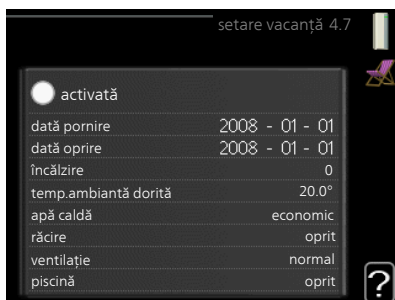 setare vacanță 4.7
activată
dată pornire 2008 - 01 - 01
dată oprire 2008 - 01 - 01
încălzire 0
temp.ambiantă dorită 20.0°
apă caldă economic
răcire oprit
ventilație normal
piscină oprit
?